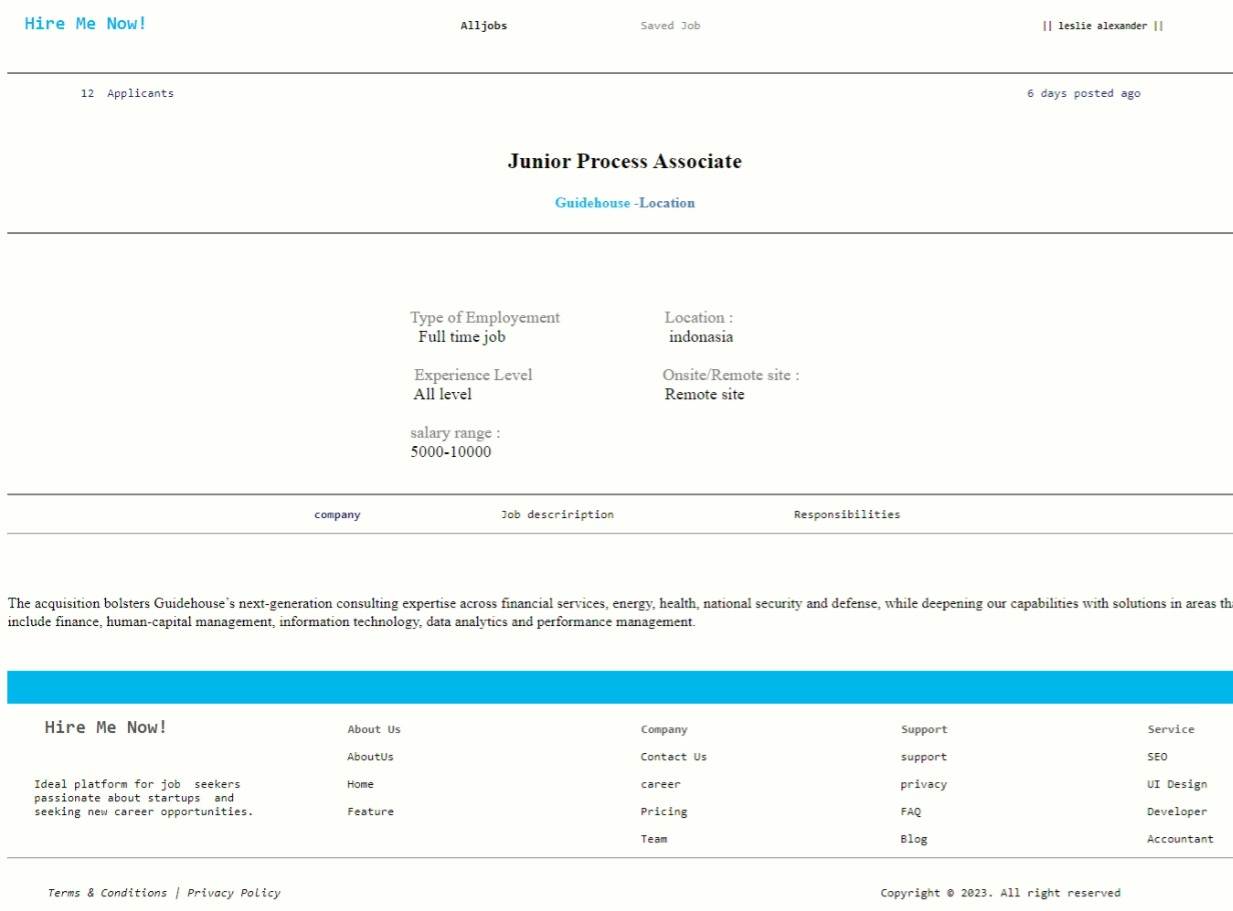 Hire Me Now!
Alljobs
Saved Job
|| leslie alexander ||
12 Applicants
6 days posted ago
Junior Process Associate
Guidehouse -Location
Type of Employement
Location :
Full time job
indonasia
Experience Level
Onsite/Remote site :
All level
Remote site
salary range :
5000-10000
company
Job descriription
Responsibilities
The acquisition bolsters Guidehouse’s next-generation consulting expertise across financial services, energy, health, national security and defense, while deepening our capabilities with solutions in areas
include finance, human-capital management, information technology, data analytics and performance management.
Hire Me Now!
Ideal platform for job seekers
passionate about startups and
seeking new career opportunities.
About Us
AboutUs
Home
Feature
Company
Contact Us
career
Pricing
Team
Support
support
privacy
FAQ
Blog
Service
SEO
UI Design
Developer
Accountant
Terms & Conditions | Privacy Policy
Copyright © 2023. All right reserved